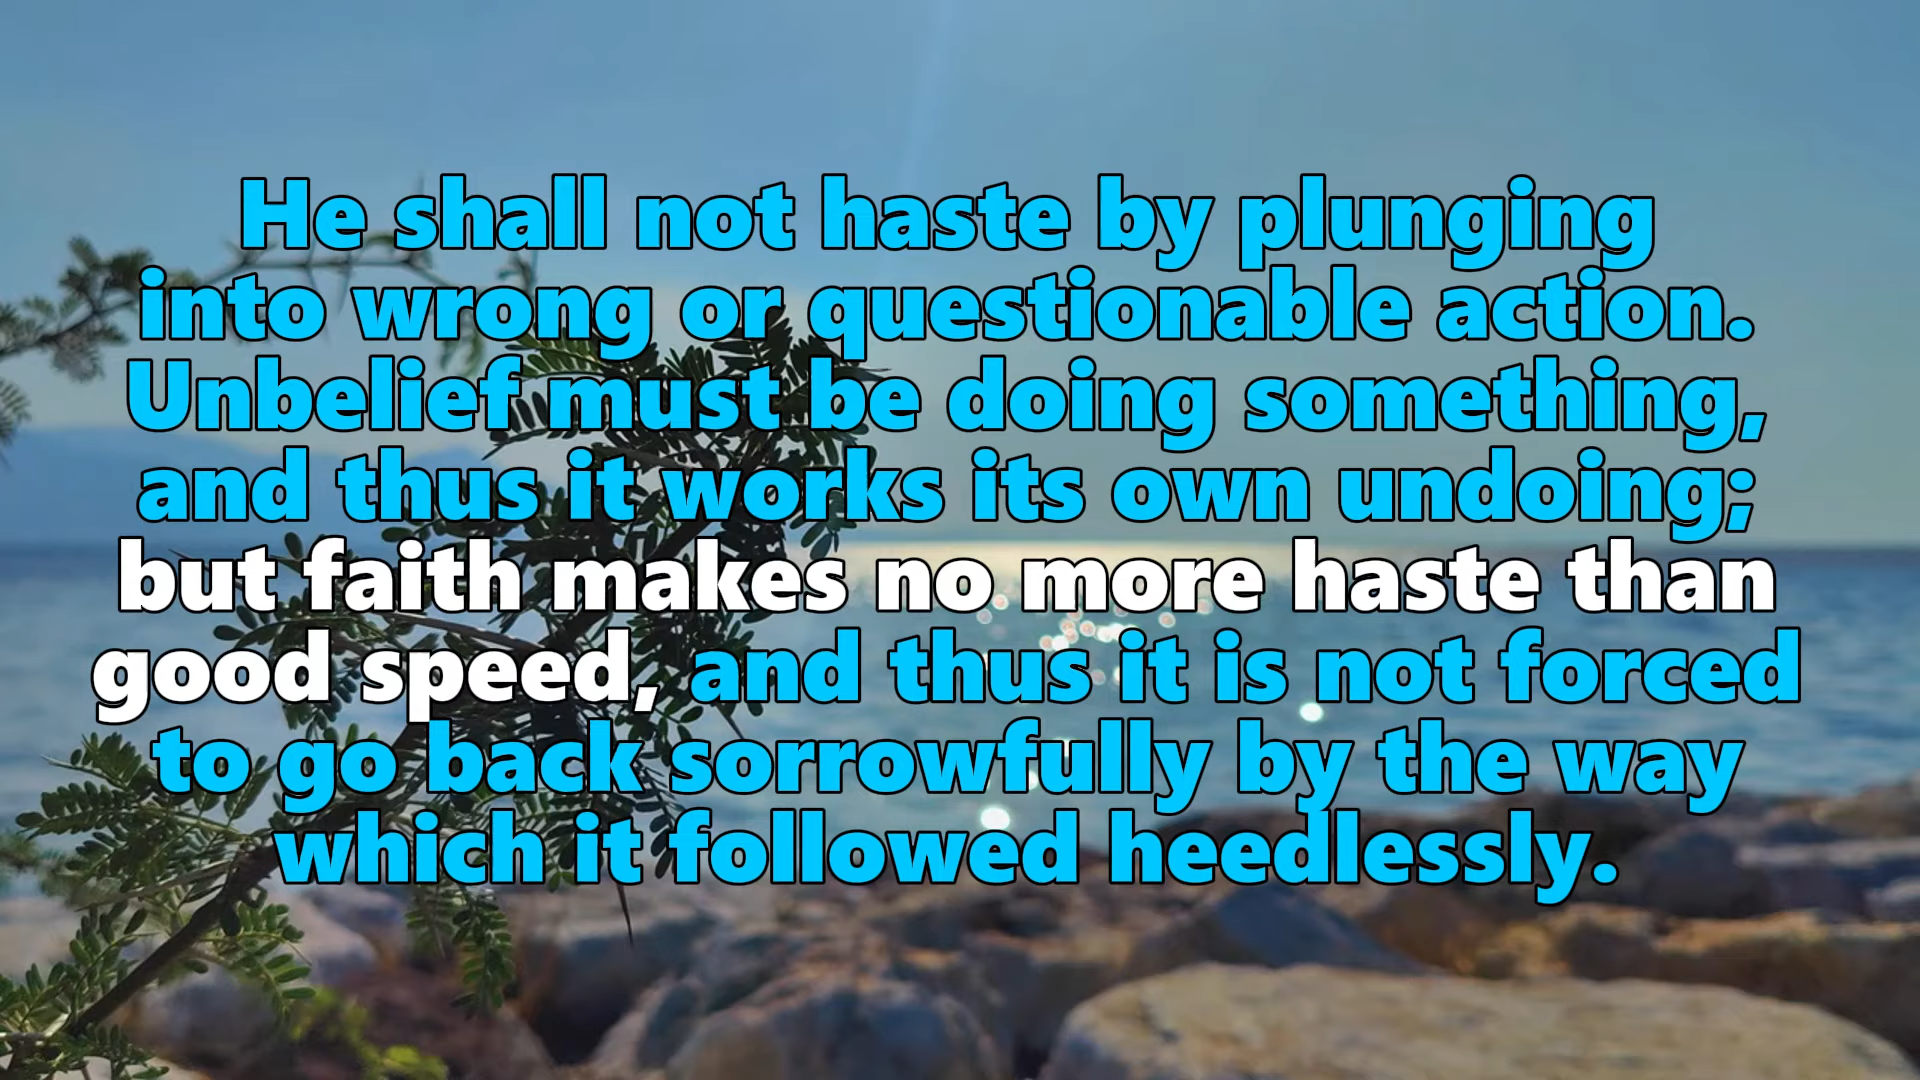 He shall not haste by plunging
into wrong or questionable action.
Unbelief must be doing something,
and thus it works its own undoing;
but faith makes no more haste than
good speed, and thus it is not forced
to go back sorrowfully by the way
which it followed heedlessly.